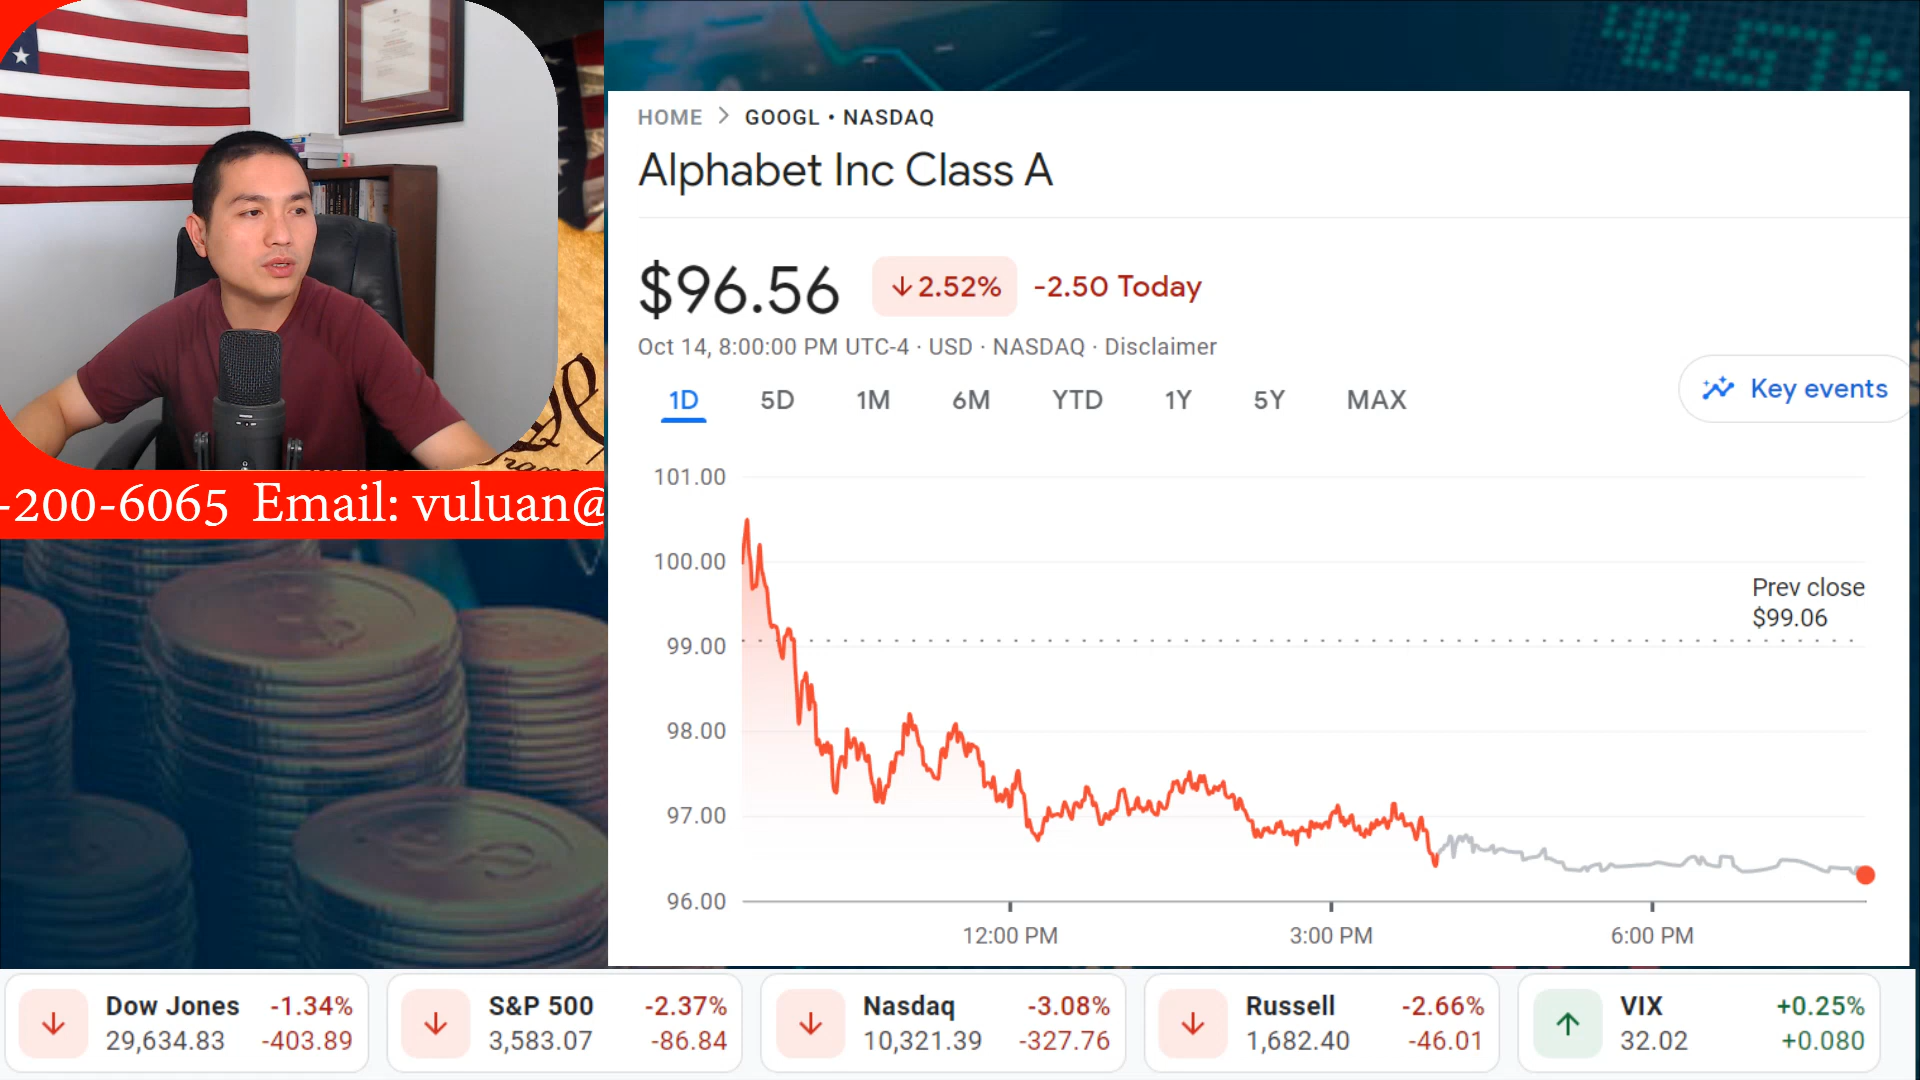 -200-6065 Email: vuluan@
HOME > GOOGL • NASDAQ
Alphabet Inc Class A
$96.56 ↓2.52% -2.50 Today
Oct 14, 8:00:00 PM UTC-4 · USD · NASDAQ · Disclaimer
1D 5D 1M 6M YTD 1Y 5Y MAX
Key events
101.00
100.00
Prev close
$99.06
99.00
98.00
97.00
96.00
12:00 PM 3:00 PM 6:00 PM
Dow Jones -1.34%
29,634.83 -403.89
S&P 500 -2.37%
3,583.07 -86.84
Nasdaq -3.08%
10,321.39 -327.76
Russell -2.66%
1,682.40 -46.01
VIX +0.25%
32.02 +0.080